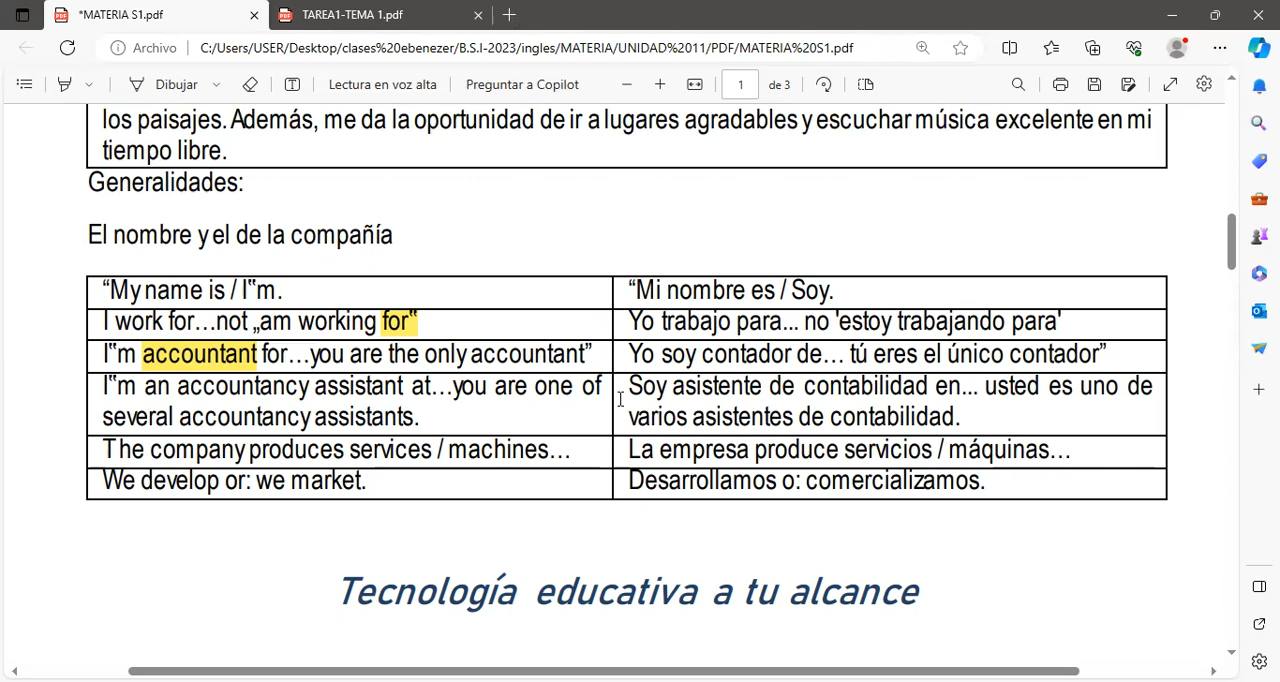 *MATERIA S1.pdf
TAREA1-TEMA 1.pdf
Archivo
C:/Users/USER/Desktop/clases%20ebenezer/B.S.I-2023/ingles/MATERIA/UNIDAD%2011/PDF/MATERIA%20S1.pdf
Dibujar
Lectura en voz alta
Preguntar a Copilot
1
de 3
los paisajes. Además, me da la oportunidad de ir a lugares agradables y escuchar música excelente en mi
tiempo libre.
Generalidades:
El nombre y el de la compañía
“My name is / I‟m.
“Mi nombre es / Soy.
I work for…not „am working for‟
Yo trabajo para... no 'estoy trabajando para'
I‟m accountant for…you are the only accountant”
Yo soy contador de… tú eres el único contador”
I‟m an accountancy assistant at…you are one of
several accountancy assistants.
Soy asistente de contabilidad en... usted es uno de
varios asistentes de contabilidad.
The company produces services / machines…
La empresa produce servicios / máquinas…
We develop or: we market.
Desarrollamos o: comercializamos.
Tecnología educativa a tu alcance